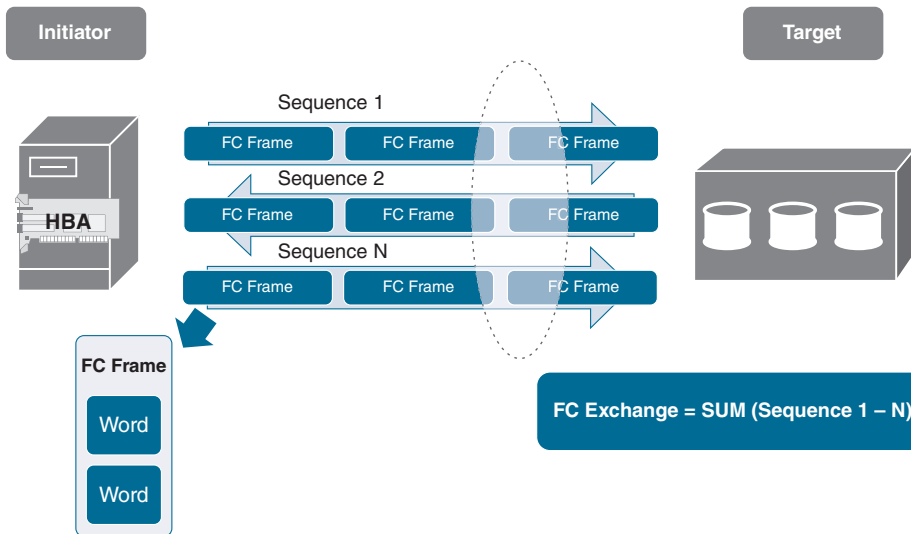 Initiator
Target
Sequence 1
FC Frame FC Frame FC Frame
Sequence 2
HBA
FC Frame FC Frame FC Frame
Sequence N
FC Frame FC Frame FC Frame
FC Frame
Word
Word
FC Exchange = SUM (Sequence 1 – N)